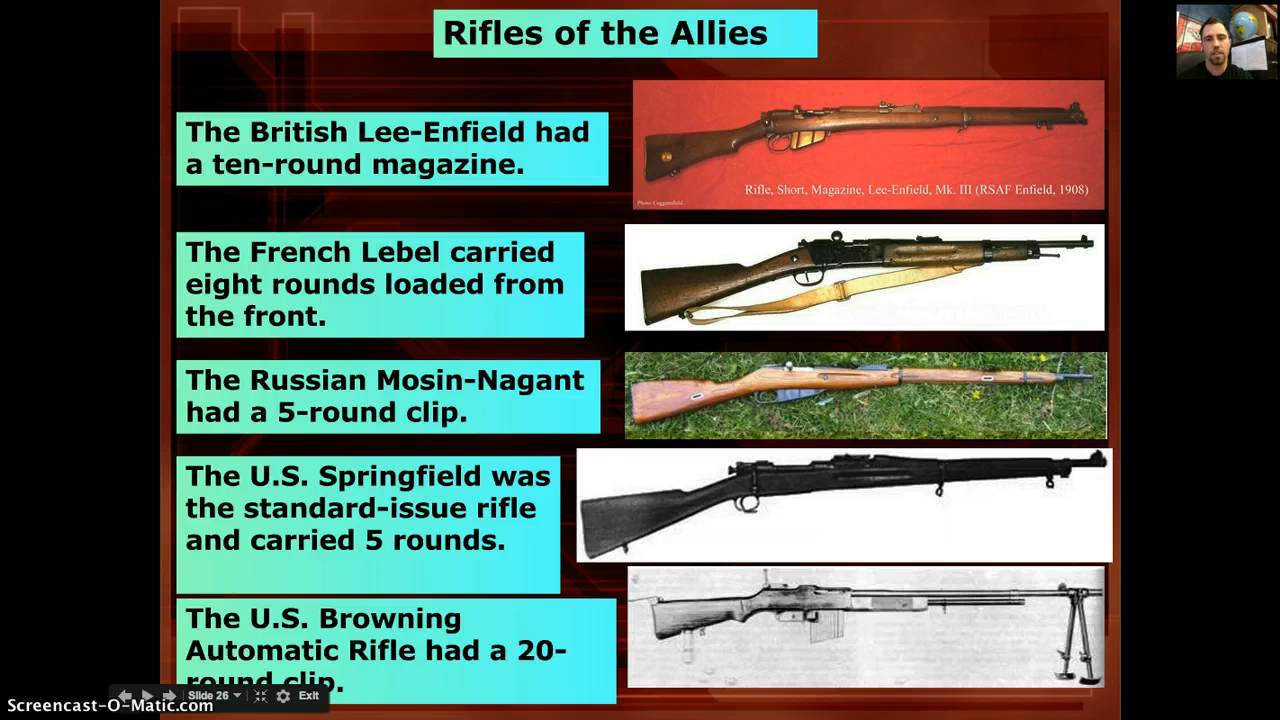 Rifles of the Allies
The British Lee-Enfield had
a ten-round magazine.
Rifle, Short, Magazine, Lee-Enfield, Mk. III (RSAF Enfield, 1908)
The French Lebel carried
eight rounds loaded from
the front.
The Russian Mosin-Nagant
had a 5-round clip.
The U.S. Springfield was
the standard-issue rifle
and carried 5 rounds.
The U.S. Browning
Automatic Rifle had a 20-
round clip.
Slide 26
Exit
Screencast-O-Matic.com